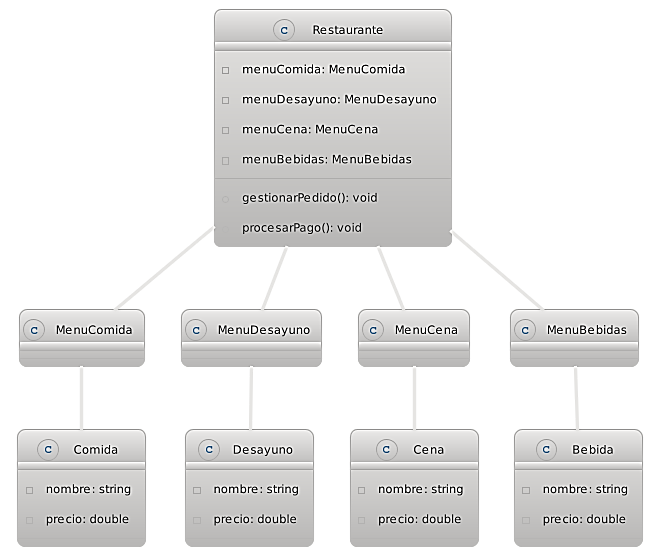 C Restaurante
menuComida: MenuComida
menuDesayuno: MenuDesayuno
menuCena: MenuCena
menuBebidas: MenuBebidas
gestionarPedido(): void
procesarPago(): void
C MenuComida
C MenuDesayuno
C MenuCena
C MenuBebidas
C Comida
nombre: string
precio: double
C Desayuno
nombre: string
precio: double
C Cena
nombre: string
precio: double
C Bebida
nombre: string
precio: double